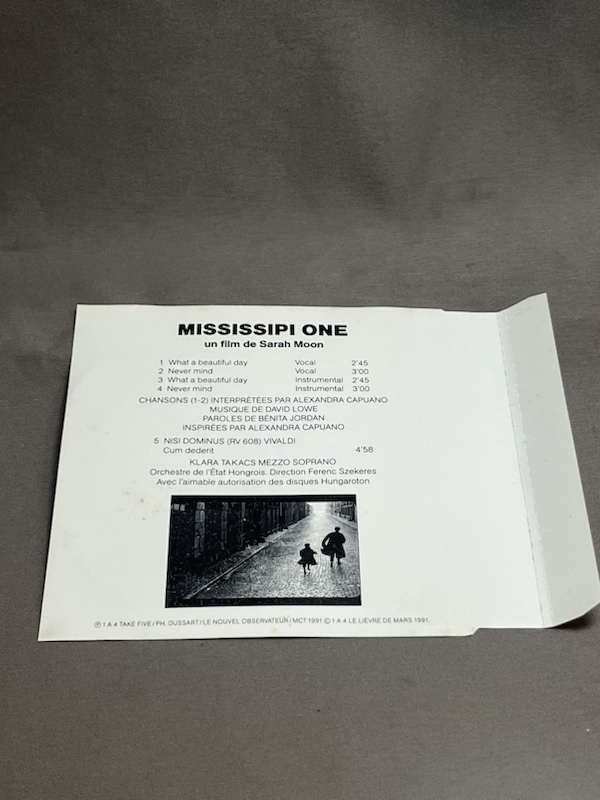 MISSISSIPI ONE
un film de Sarah Moon
1 What a beautiful day Vocal 2'45
2 Never mind Vocal 3'00
3 What a beautiful day Instrumental 2'45
4 Never mind Instrumental 3'00
CHANSONS (1-2) INTERPRÉTÉES PAR ALEXANDRA CAPUANO
MUSIQUE DE DAVID LOWE
PAROLES DE BÉNITA JORDAN
INSPIRÉES PAR ALEXANDRA CAPUANO
5 NISI DOMINUS (RV 608) VIVALDI
Cum dederit 4'58
KLARA TAKACS MEZZO SOPRANO
Orchestre de l'État Hongrois. Direction Ferenc Szekeres
Avec l'aimable autorisation des disques Hungaroton
℗ 1 A 4 TAKE FIVE / PH. DUSSART / LE NOUVEL OBSERVATEUR / MCT 1991 © 1 A 4 LE LIÈVRE DE MARS 1991.